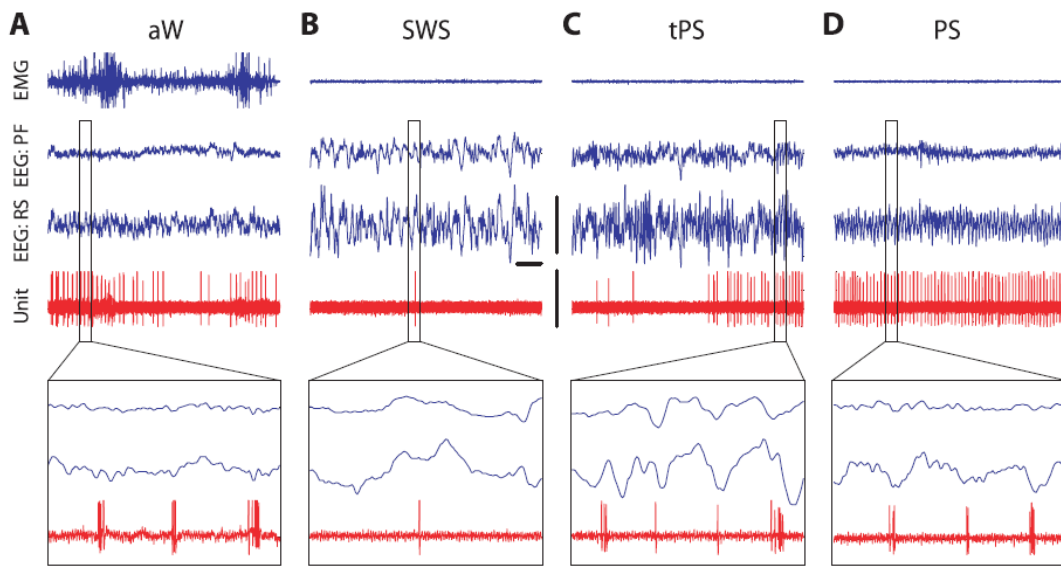 A aW
B SWS
C tPS
D PS
EMG
EEG: PF
EEG: RS
Unit